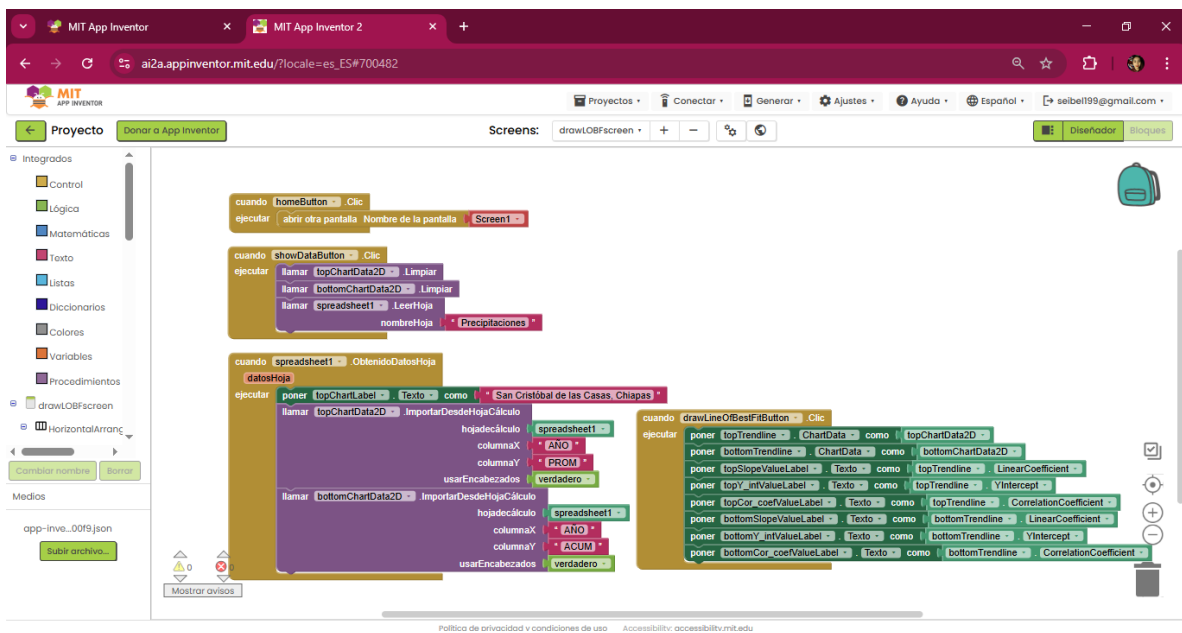 MIT App Inventor
MIT App Inventor 2
ai2a.appinventor.mit.edu/?locale=es_ES#700482
MIT
APP INVENTOR
Proyectos Conectar Generar Ajustes Ayuda Español seibel199@gmail.com
Proyecto Donar a App Inventor Screens: drawLOBFscreen + − Diseñador Bloques
Integrados
Control
Lógica
Matemáticas
Texto
Listas
Diccionarios
Colores
Variables
Procedimientos
drawLOBFscreen
HorizontalArranç
Cambiar nombre Borrar
Medios
app-inve...00f9.json
Subir archivo...
cuando homeButton .Clic
ejecutar abrir otra pantalla Nombre de la pantalla Screen1
cuando showDataButton .Clic
ejecutar llamar topChartData2D .Limpiar
llamar bottomChartData2D .Limpiar
llamar spreadsheet1 .LeerHoja
nombreHoja " Precipitaciones "
cuando spreadsheet1 .ObtenidoDatosHoja
datosHoja
ejecutar poner topChartLabel . Texto como " San Cristóbal de las Casas, Chiapas "
llamar topChartData2D .ImportarDesdeHojaCálculo
hojadecálculo spreadsheet1
columnaX " AÑO "
columnaY " PROM "
usarEncabezados verdadero
llamar bottomChartData2D .ImportarDesdeHojaCálculo
hojadecálculo spreadsheet1
columnaX " AÑO "
columnaY " ACUM "
usarEncabezados verdadero
cuando drawLineOfBestFitButton .Clic
ejecutar poner topTrendline . ChartData como topChartData2D
poner bottomTrendline . ChartData como bottomChartData2D
poner topSlopeValueLabel . Texto como topTrendline . LinearCoefficient
poner topY_intValueLabel . Texto como topTrendline . YIntercept
poner topCor_coefValueLabel . Texto como topTrendline . CorrelationCoefficient
poner bottomSlopeValueLabel . Texto como bottomTrendline . LinearCoefficient
poner bottomY_intValueLabel . Texto como bottomTrendline . YIntercept
poner bottomCor_coefValueLabel . Texto como bottomTrendline . CorrelationCoefficient
0 0
Mostrar avisos
Política de privacidad y condiciones de uso Accessibility: accessibility.mit.edu